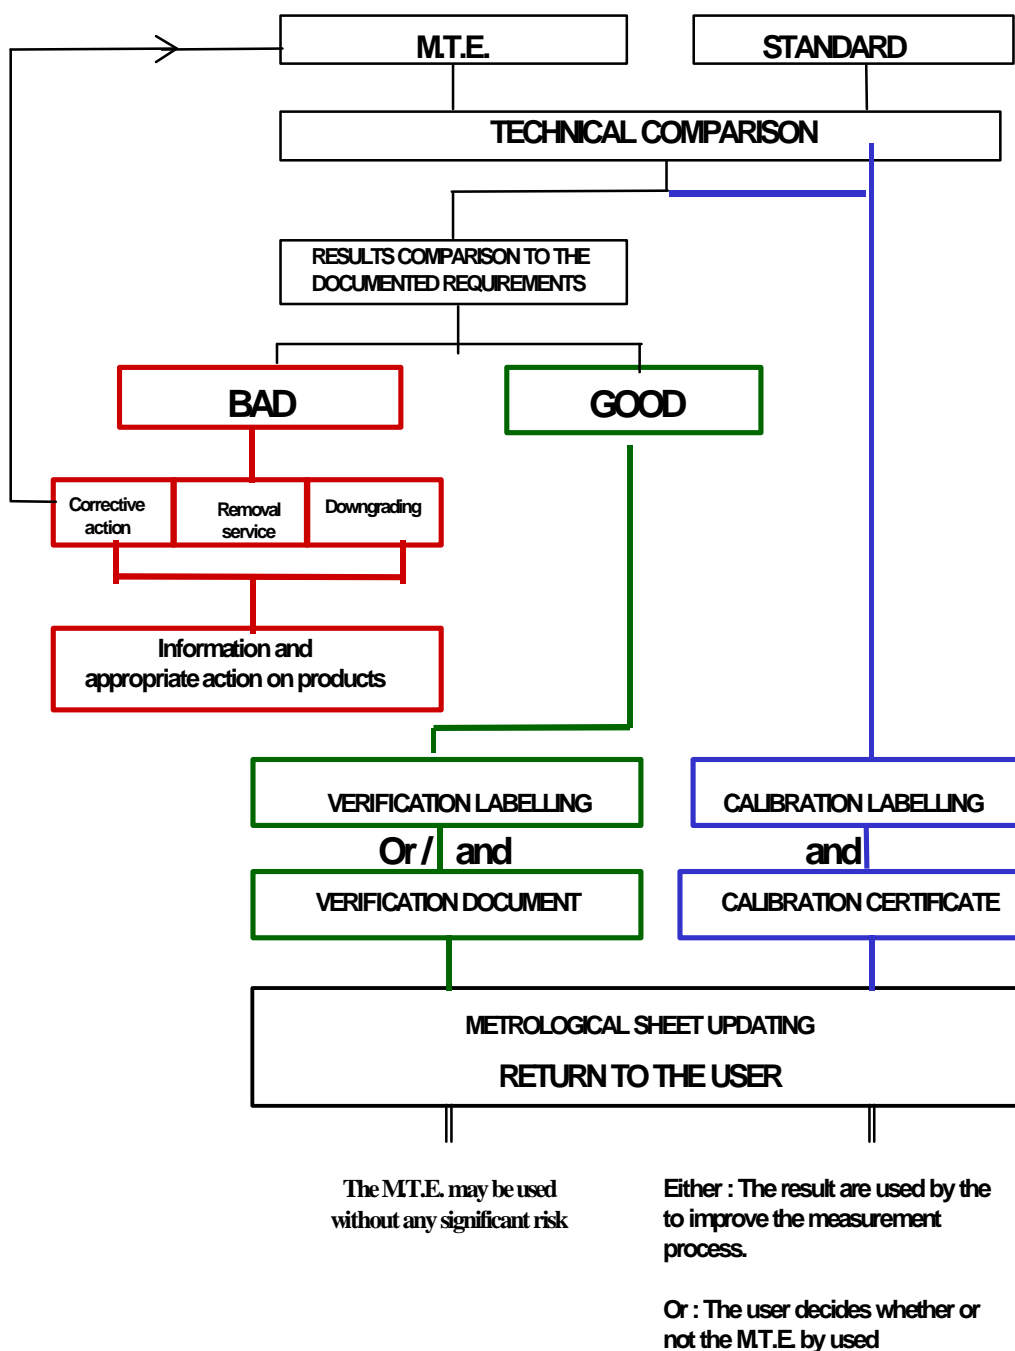 M.T.E.
STANDARD
TECHNICAL COMPARISON
RESULTS COMPARISON TO THE
DOCUMENTED REQUIREMENTS
BAD
GOOD
Corrective
action
Removal
service
Downgrading
Information and
appropriate action on products
VERIFICATION LABELLING
CALIBRATION LABELLING
Or / and
and
VERIFICATION DOCUMENT
CALIBRATION CERTIFICATE
METROLOGICAL SHEET UPDATING
RETURN TO THE USER
The M.T.E. may be used
without any significant risk
Either : The result are used by the
to improve the measurement
process.
Or : The user decides whether or
not the M.T.E. by used